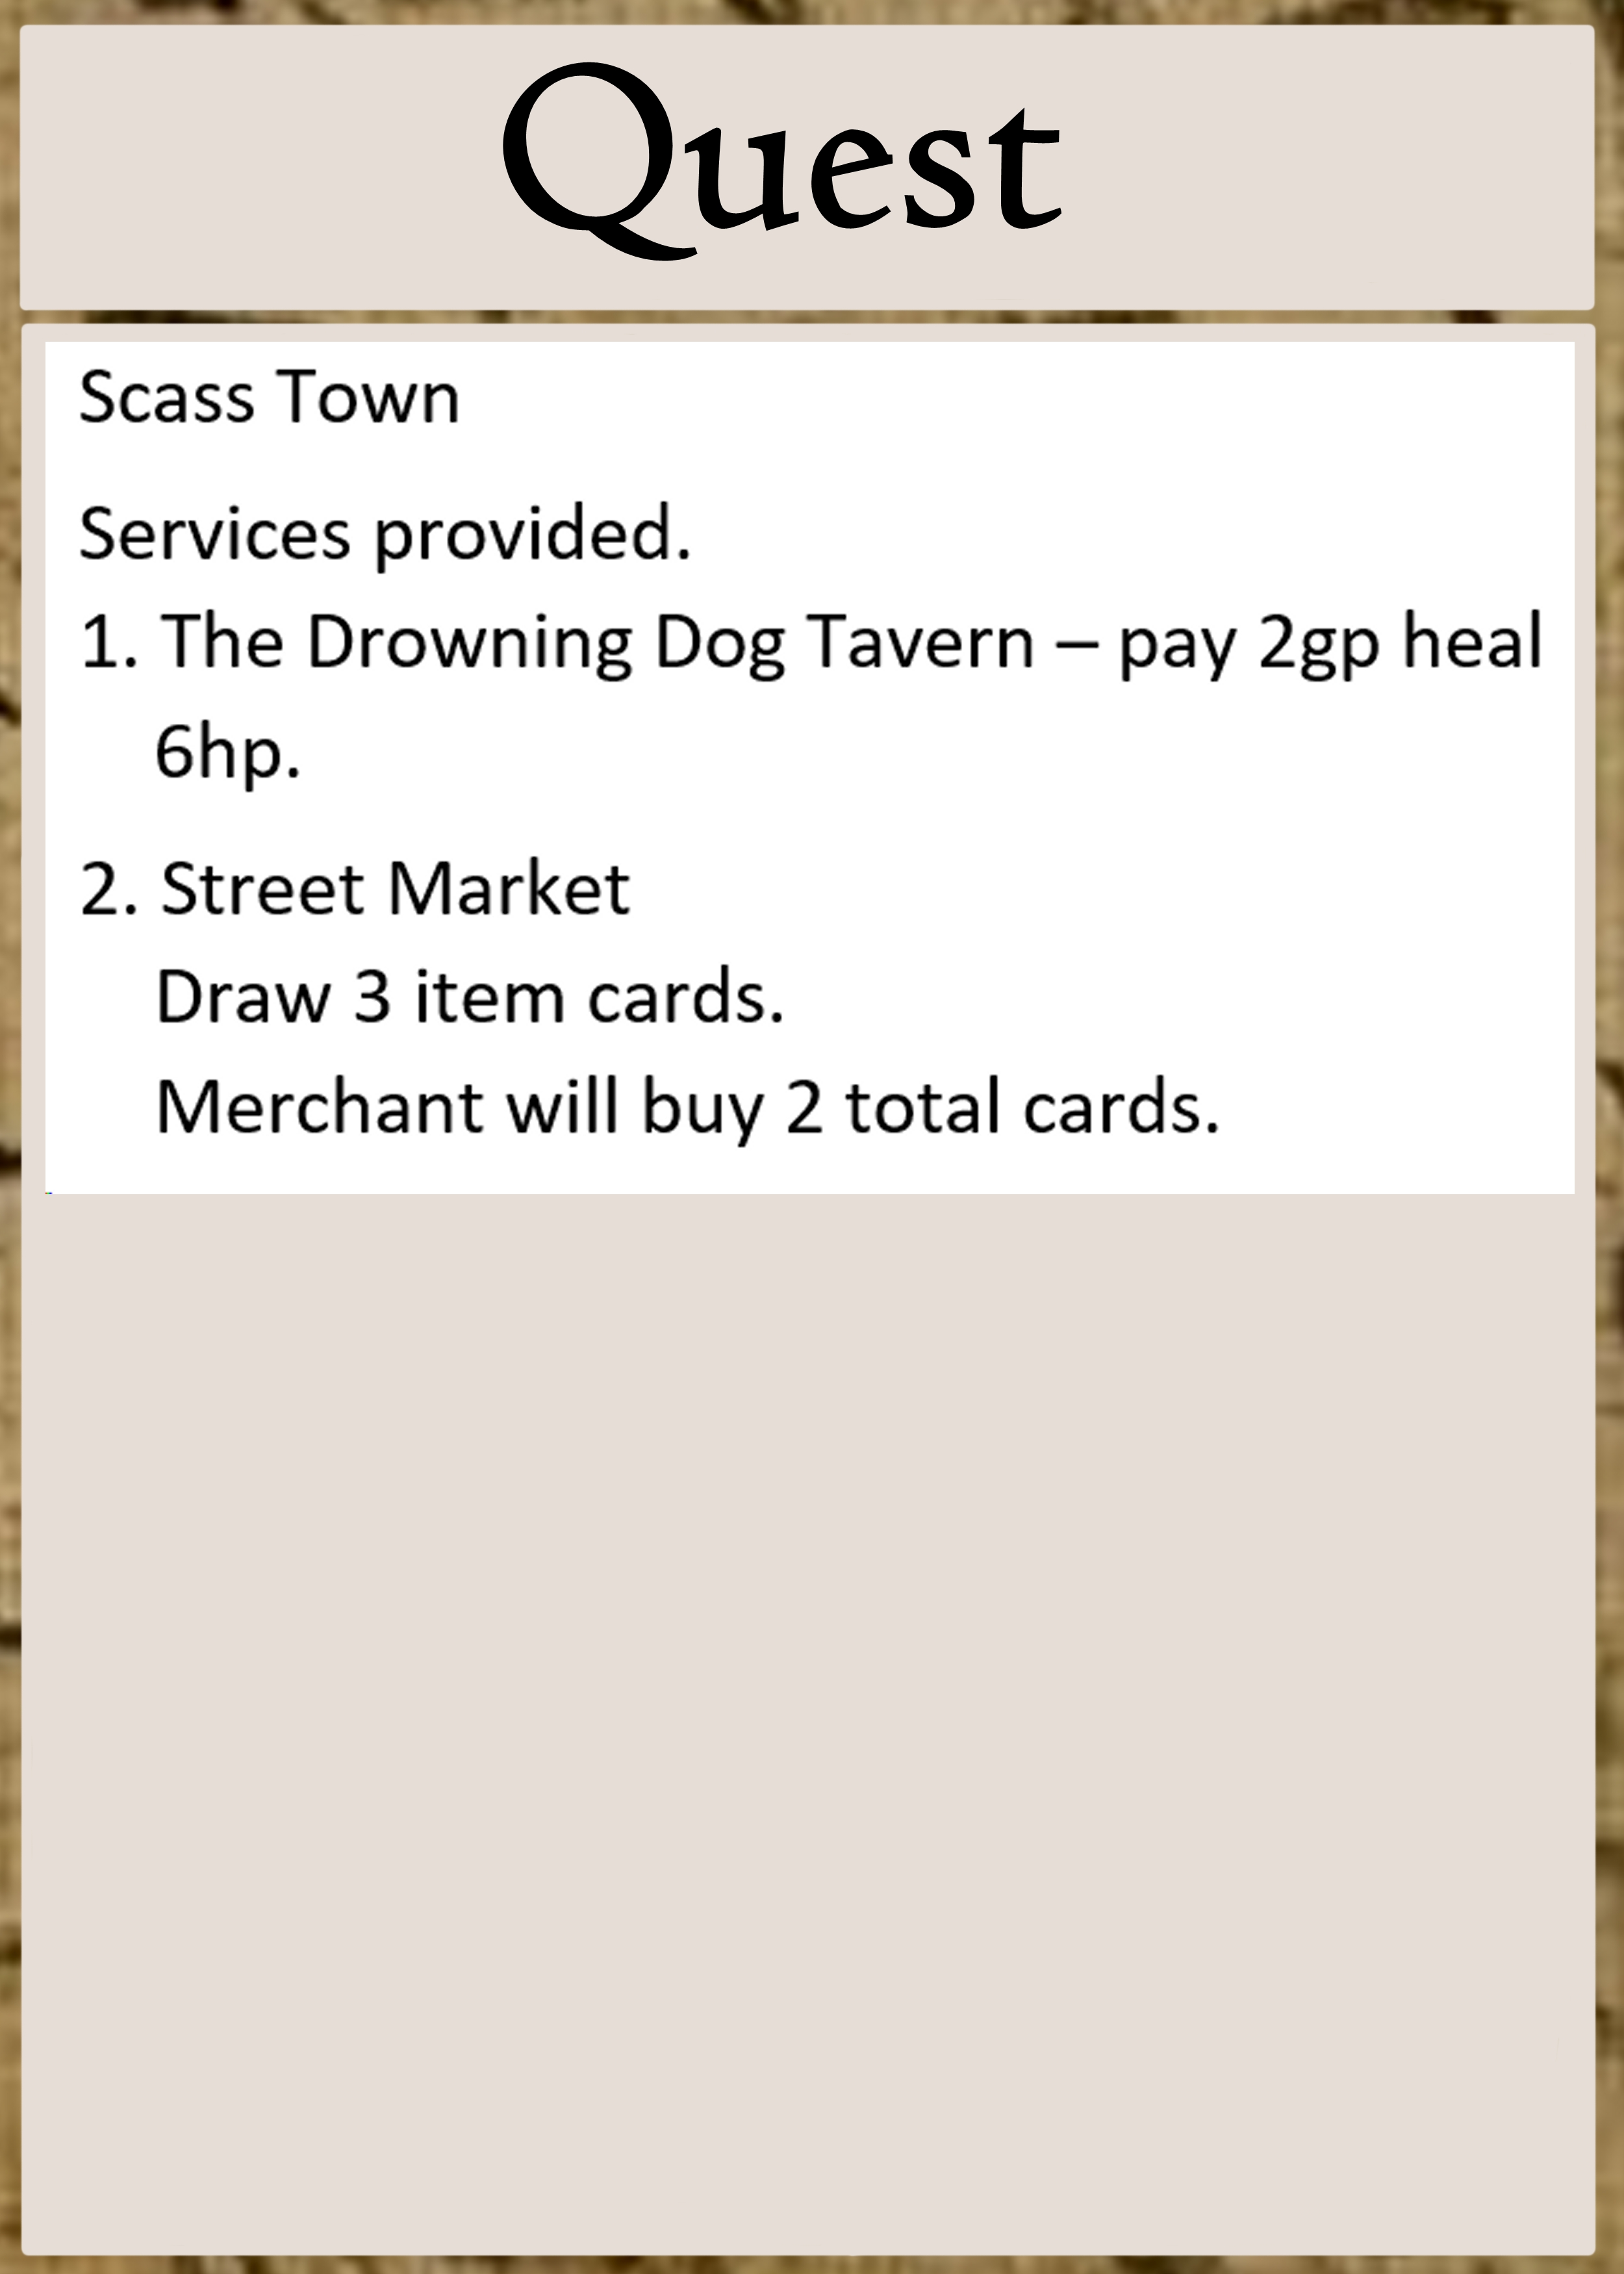 Quest
Scass Town
Services provided.
1. The Drowning Dog Tavern – pay 2gp heal
6hp.
2. Street Market
Draw 3 item cards.
Merchant will buy 2 total cards.